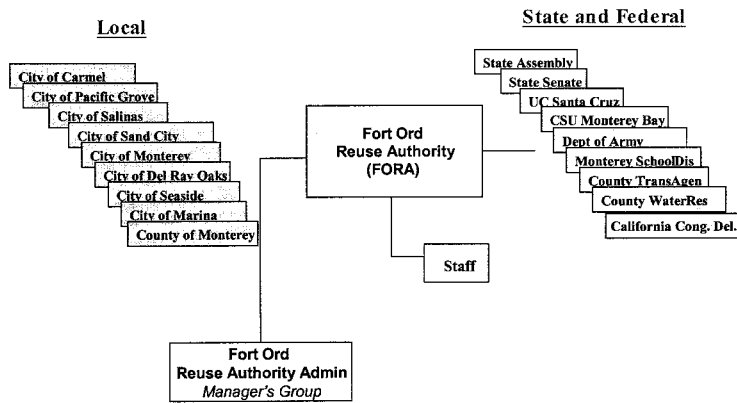 Local
State and Federal
City of Carmel
City of Pacific Grove
City of Salinas
City of Sand City
City of Monterey
City of Del Ray Oaks
City of Seaside
City of Marina
County of Monterey
Fort Ord
Reuse Authority
(FORA)
State Assembly
State Senate
UC Santa Cruz
CSU Monterey Bay
Dept of Army
Monterey SchoolDis
County TransAgen
County WaterRes
California Cong. Del.
Staff
Fort Ord
Reuse Authority Admin
Manager's Group